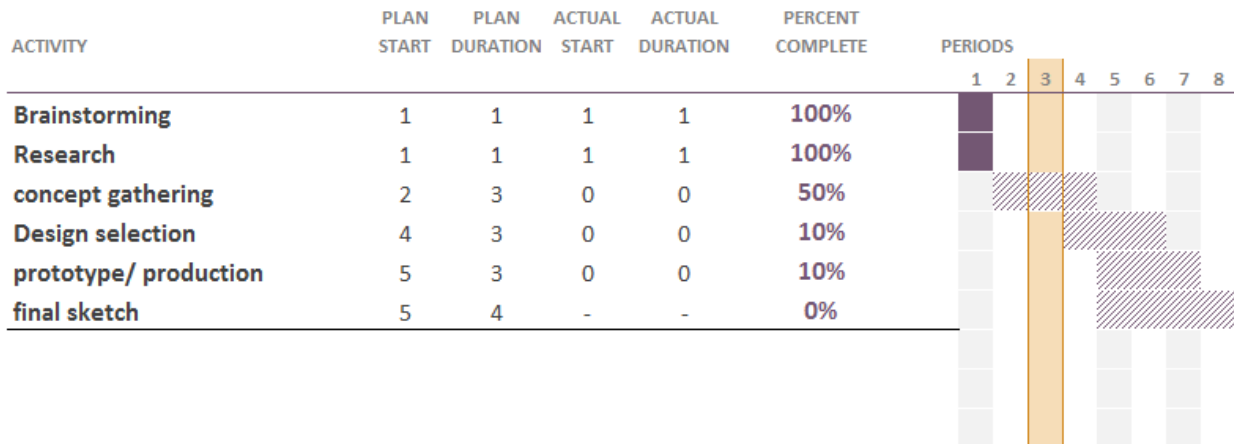 ACTIVITY PLAN START PLAN DURATION ACTUAL START ACTUAL DURATION PERCENT COMPLETE PERIODS
1 2 3 4 5 6 7 8
Brainstorming 1 1 1 1 100%
Research 1 1 1 1 100%
concept gathering 2 3 0 0 50%
Design selection 4 3 0 0 10%
prototype/ production 5 3 0 0 10%
final sketch 5 4 - - 0%